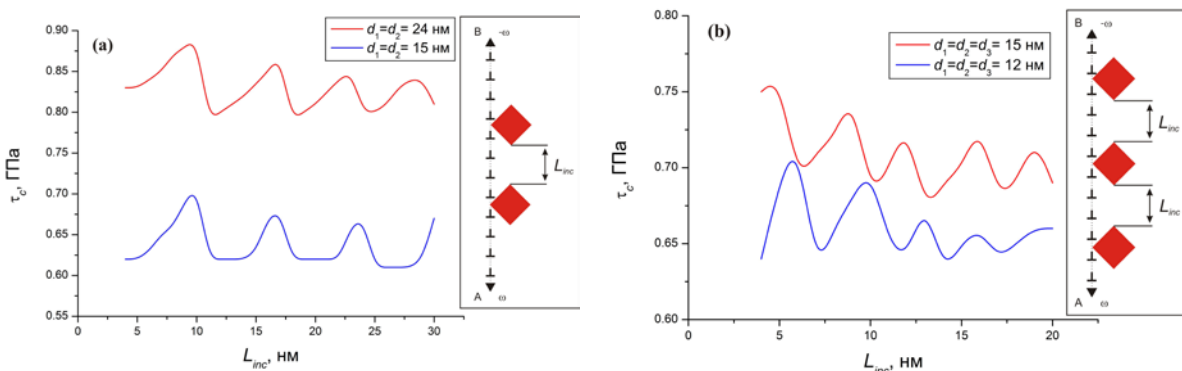 (a)
d₁=d₂= 24 нм
d₁=d₂= 15 нм
τc, ГПа
0.90
0.85
0.80
0.75
0.70
0.65
0.60
0.55
0
5
10
15
20
25
30
Linc, нм
B
-ω
Linc
A
ω
(b)
d₁=d₂=d₃= 15 нм
d₁=d₂=d₃= 12 нм
τc, ГПа
0.80
0.75
0.70
0.65
0.60
0
5
10
15
20
Linc, нм
B
-ω
Linc
Linc
A
ω